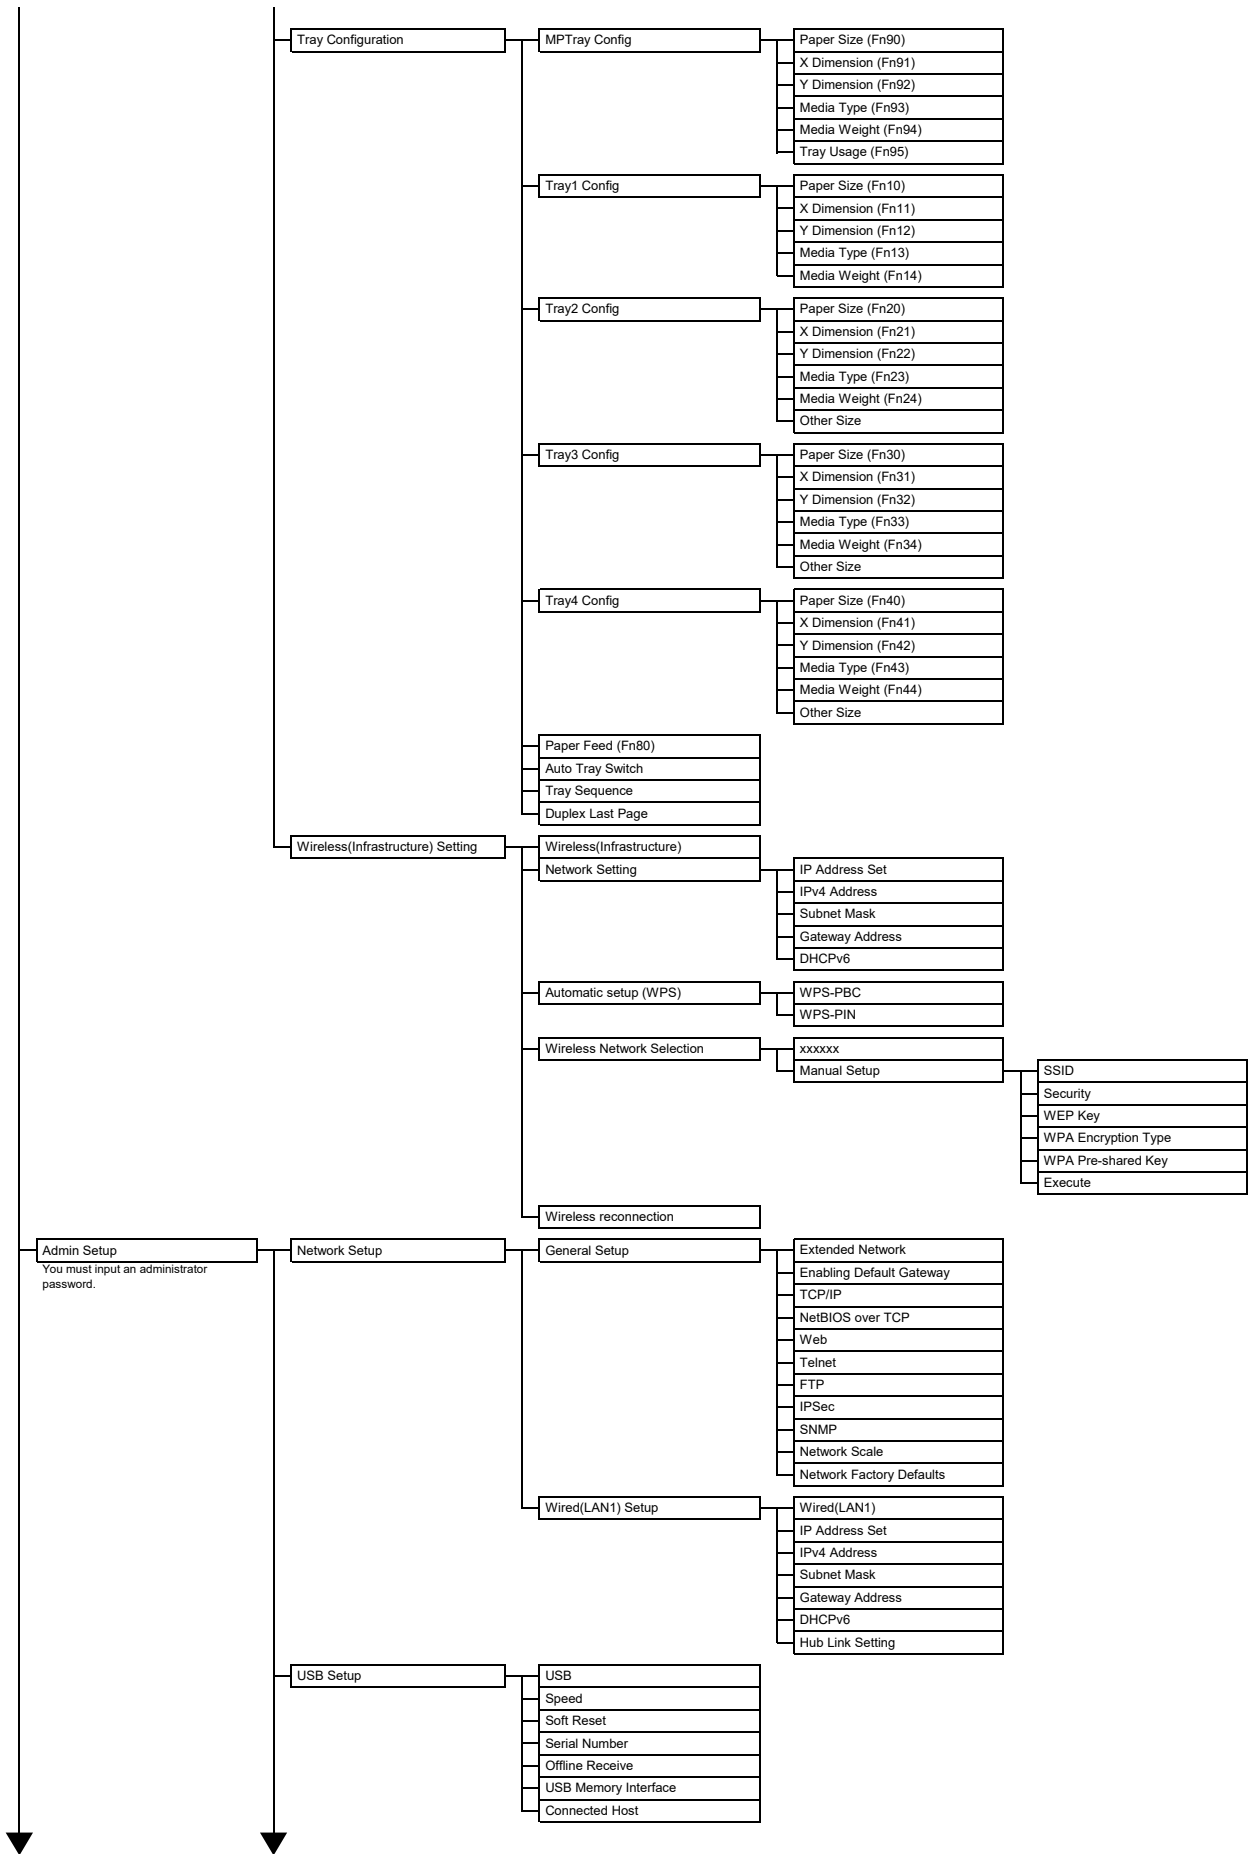 Tray Configuration
MPTray Config
Paper Size (Fn90)
X Dimension (Fn91)
Y Dimension (Fn92)
Media Type (Fn93)
Media Weight (Fn94)
Tray Usage (Fn95)
Tray1 Config
Paper Size (Fn10)
X Dimension (Fn11)
Y Dimension (Fn12)
Media Type (Fn13)
Media Weight (Fn14)
Tray2 Config
Paper Size (Fn20)
X Dimension (Fn21)
Y Dimension (Fn22)
Media Type (Fn23)
Media Weight (Fn24)
Other Size
Tray3 Config
Paper Size (Fn30)
X Dimension (Fn31)
Y Dimension (Fn32)
Media Type (Fn33)
Media Weight (Fn34)
Other Size
Tray4 Config
Paper Size (Fn40)
X Dimension (Fn41)
Y Dimension (Fn42)
Media Type (Fn43)
Media Weight (Fn44)
Other Size
Paper Feed (Fn80)
Auto Tray Switch
Tray Sequence
Duplex Last Page
Wireless(Infrastructure) Setting
Wireless(Infrastructure)
Network Setting
IP Address Set
IPv4 Address
Subnet Mask
Gateway Address
DHCPv6
Automatic setup (WPS)
WPS-PBC
WPS-PIN
Wireless Network Selection
xxxxxx
Manual Setup
SSID
Security
WEP Key
WPA Encryption Type
WPA Pre-shared Key
Execute
Wireless reconnection
Admin Setup
You must input an administrator
password.
Network Setup
General Setup
Extended Network
Enabling Default Gateway
TCP/IP
NetBIOS over TCP
Web
Telnet
FTP
IPSec
SNMP
Network Scale
Network Factory Defaults
Wired(LAN1) Setup
Wired(LAN1)
IP Address Set
IPv4 Address
Subnet Mask
Gateway Address
DHCPv6
Hub Link Setting
USB Setup
USB
Speed
Soft Reset
Serial Number
Offline Receive
USB Memory Interface
Connected Host